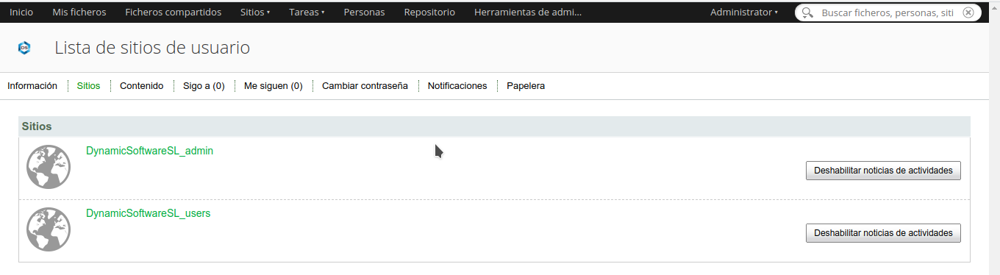 Inicio Mis ficheros Ficheros compartidos Sitios Tareas Personas Repositorio Herramientas de admi... Administrator Buscar ficheros, personas, siti
DS Lista de sitios de usuario
Información Sitios Contenido Sigo a (0) Me siguen (0) Cambiar contraseña Notificaciones Papelera
Sitios
DynamicSoftwareSL_admin
Deshabilitar noticias de actividades
DynamicSoftwareSL_users
Deshabilitar noticias de actividades